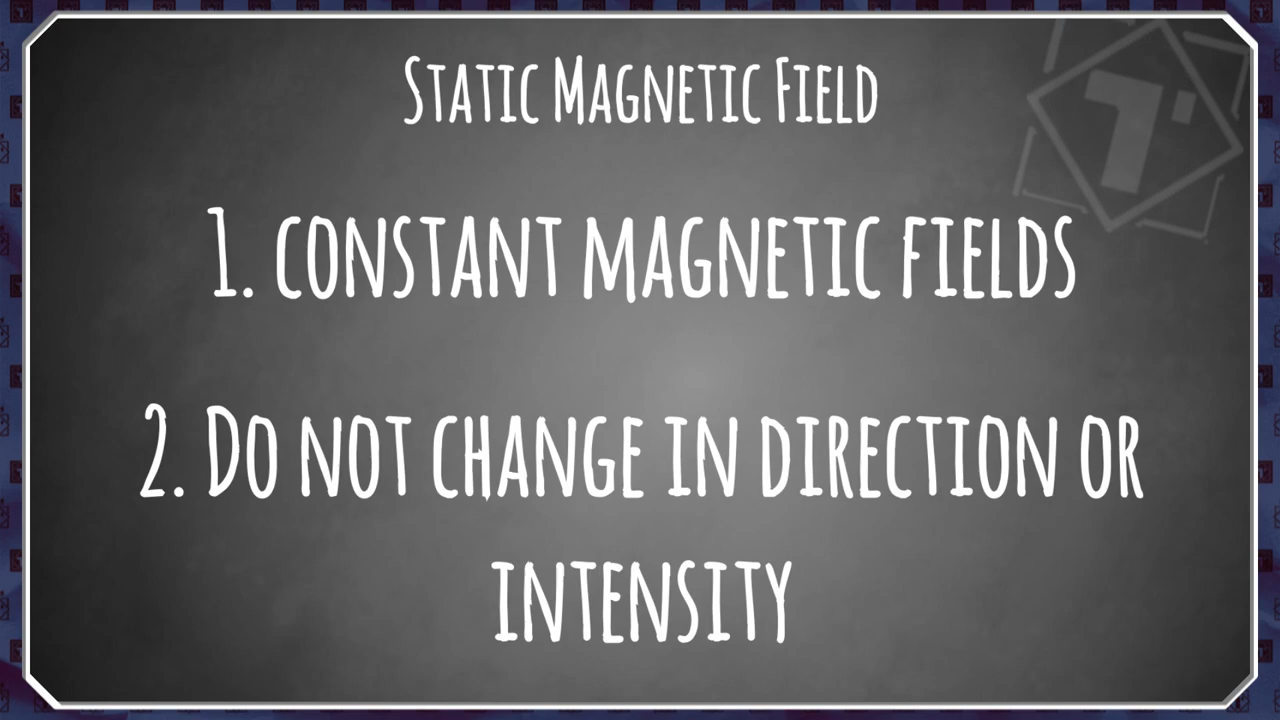 Static Magnetic Field
1. constant magnetic fields
2. Do not change in direction or
intensity